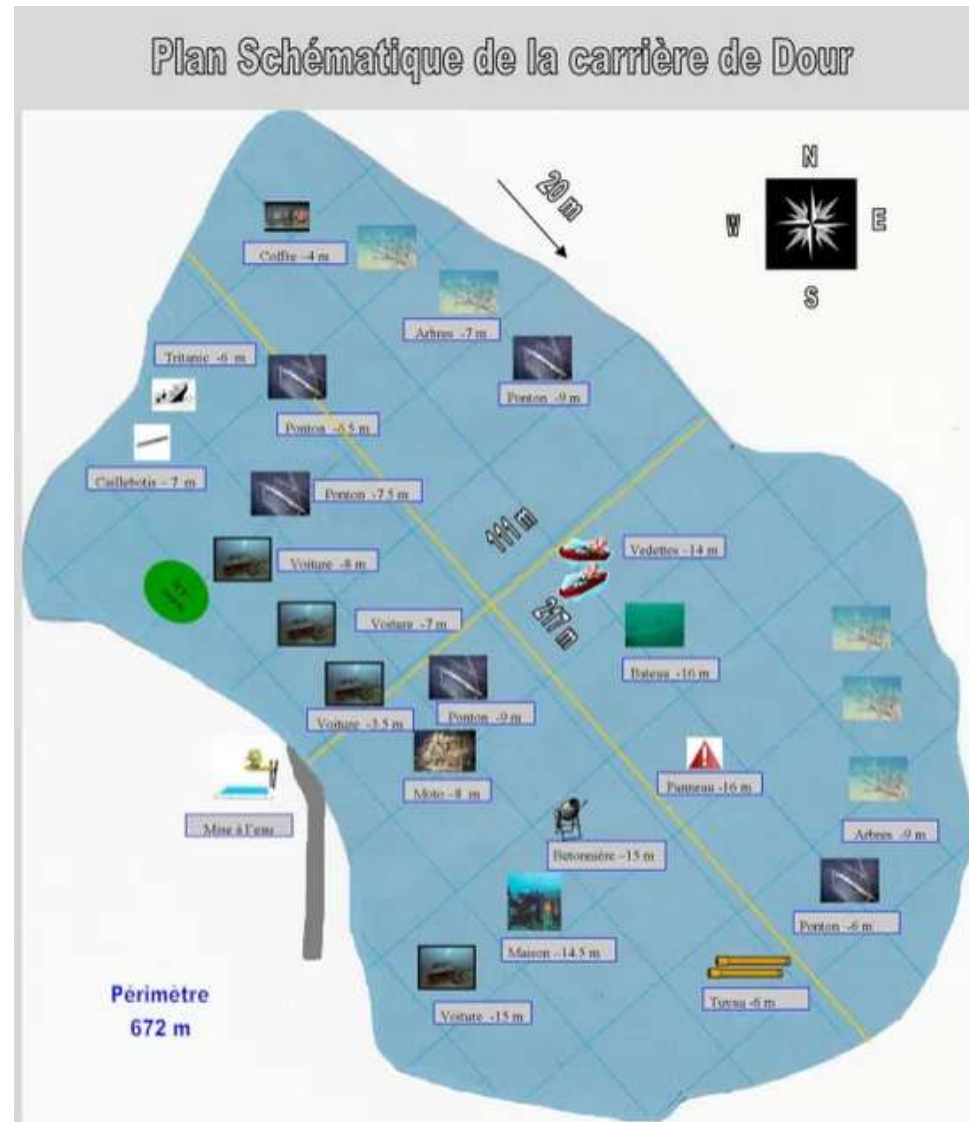 Plan Schématique de la carrière de Dour
N
W
E
S
20 m
Coffre -4 m
Arbres -7 m
Tritanic -6 m
Ponton -9 m
Ponton -6.5 m
Caillebotis - 7 m
Ponton -7.5 m
111 m
Vedettes -14 m
Voiture -8 m
217 m
Voiture -7 m
Bateau -16 m
Voiture -3.5 m
Ponton -9 m
Moto -8 m
Panneau -16 m
Mise à l'eau
Arbres -9 m
Betonnière -15 m
Ponton -6 m
Maison -14.5 m
Tuyau -6 m
Voiture -15 m
Périmètre
672 m